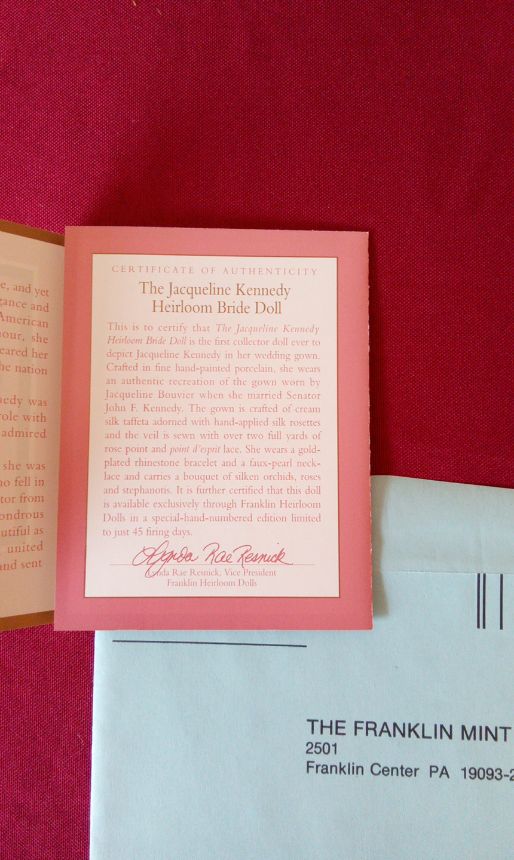 e, and yet
gance and
American
our, she
eared her
he nation
edy was
role with
admired
she was
o fell in
tor from
ondrous
utiful as
united
and sent
CERTIFICATE OF AUTHENTICITY
The Jacqueline Kennedy
Heirloom Bride Doll
This is to certify that The Jacqueline Kennedy
Heirloom Bride Doll is the first collector doll ever to
depict Jacqueline Kennedy in her wedding gown.
Crafted in fine hand-painted porcelain, she wears
an authentic recreation of the gown worn by
Jacqueline Bouvier when she married Senator
John F. Kennedy. The gown is crafted of cream
silk taffeta adorned with hand-applied silk rosettes
and the veil is sewn with over two full yards of
rose point and point d'esprit lace. She wears a gold-
plated rhinestone bracelet and a faux-pearl neck-
lace and carries a bouquet of silken orchids, roses
and stephanotis. It is further certified that this doll
is available exclusively through Franklin Heirloom
Dolls in a special-hand-numbered edition limited
to just 45 firing days.
Lynda Rae Resnick
nda Rae Resnick, Vice President
Franklin Heirloom Dolls
THE FRANKLIN MINT
2501
Franklin Center PA 19093-2